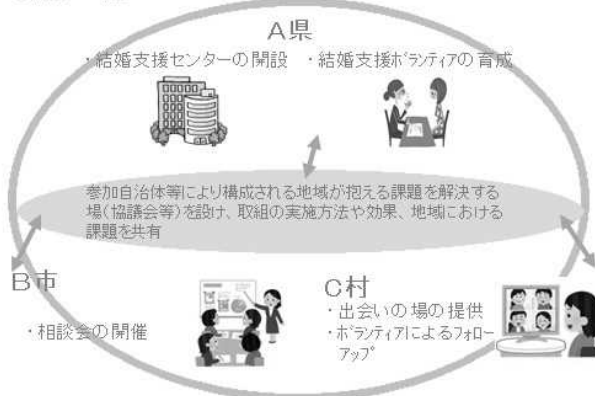 A県
・結婚支援センターの開設　・結婚支援ﾎﾞﾗﾝﾃｨｱの育成
参加自治体等により構成される地域が抱える課題を解決する
場(協議会等)を設け、取組の実施方法や効果、地域における
課題を共有
B市
・相談会の開催
C村
・出会いの場の提供
・ﾎﾞﾗﾝﾃｨｱによるﾌｫﾛｰ
ｱｯﾌﾟ